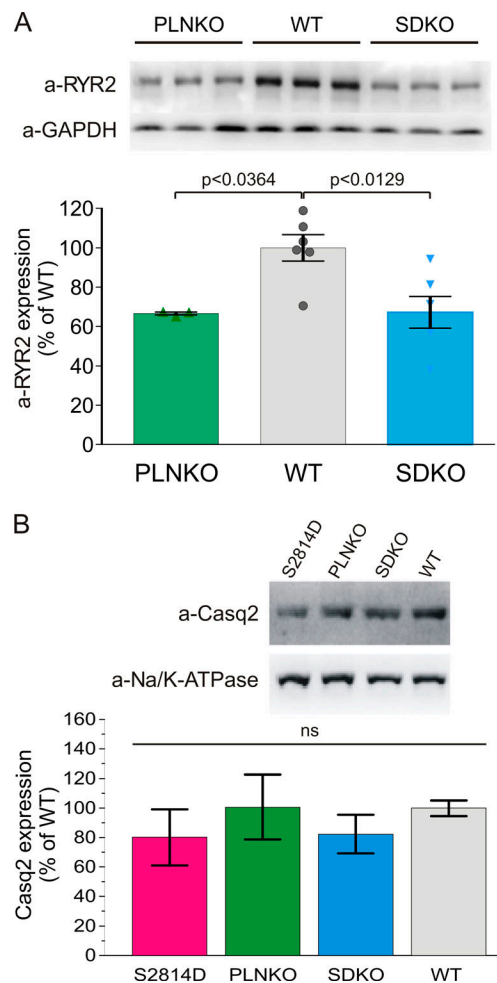 A
PLNKO WT SDKO
a-RYR2
a-GAPDH
p<0.0364 p<0.0129
a-RYR2 expression
(% of WT)
120
100
80
60
40
20
0
PLNKO WT SDKO
B
S2814D PLNKO SDKO WT
a-Casq2
a-Na/K-ATPase
ns
Casq2 expression
(% of WT)
160
140
120
100
80
60
40
20
0
S2814D PLNKO SDKO WT